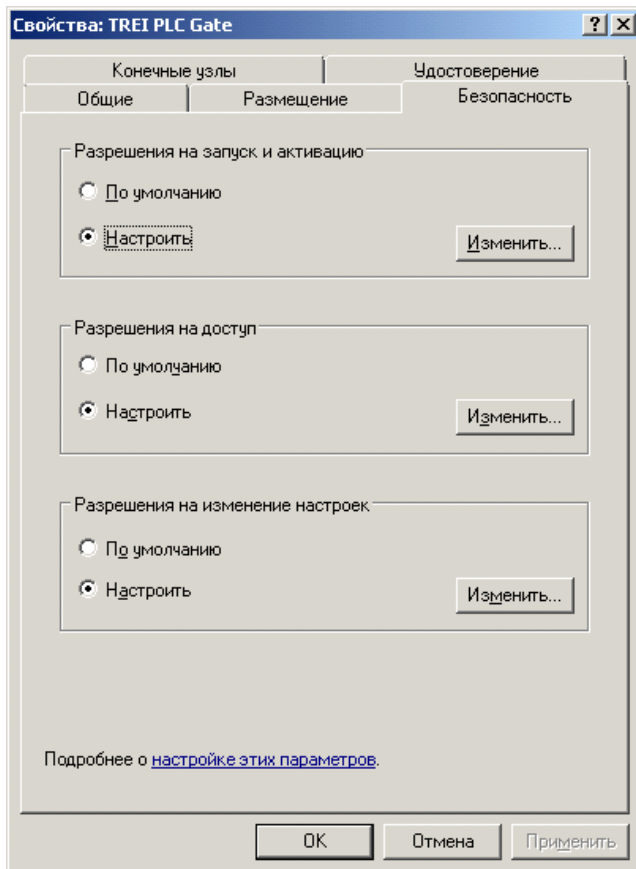 Свойства: TREI PLC Gate
Конечные узлы
Удостоверение
Общие
Размещение
Безопасность
Разрешения на запуск и активацию
По умолчанию
Настроить
Изменить...
Разрешения на доступ
По умолчанию
Настроить
Изменить...
Разрешения на изменение настроек
По умолчанию
Настроить
Изменить...
Подробнее о настройке этих параметров.
OK
Отмена
Применить